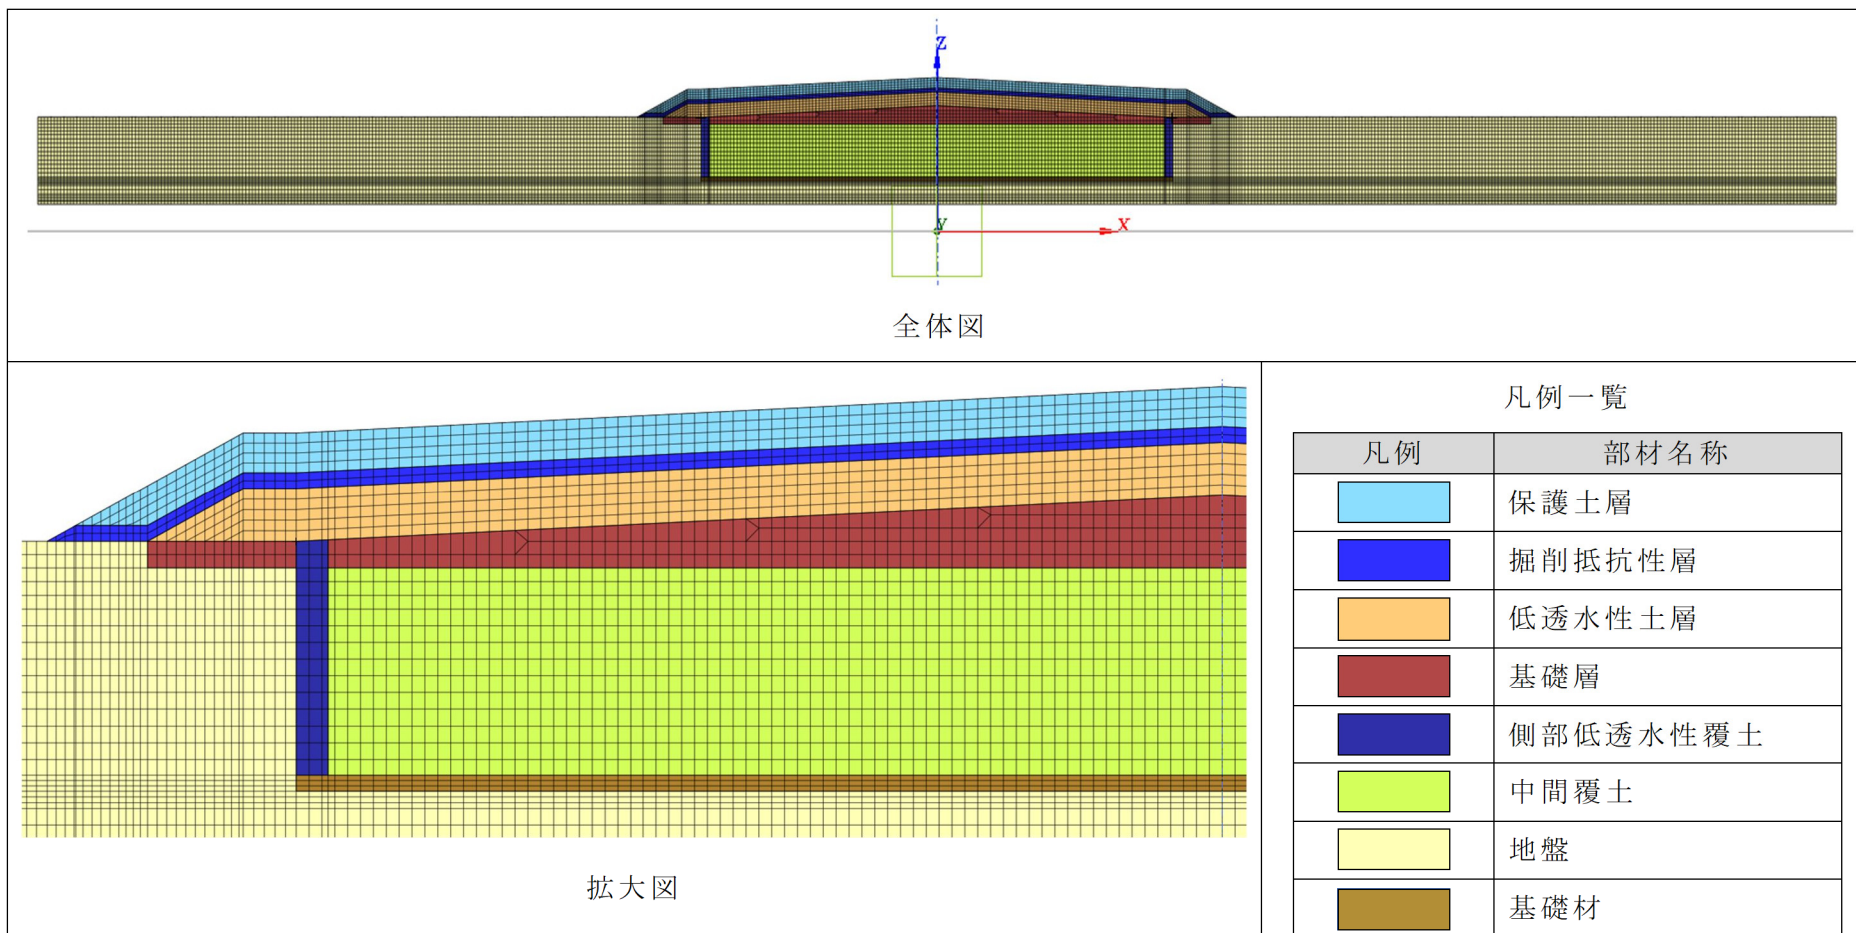 Z
Y
X
全体図
拡大図
凡例一覧
凡例 部材名称
保護土層
掘削抵抗性層
低透水性土層
基礎層
側部低透水性覆土
中間覆土
地盤
基礎材